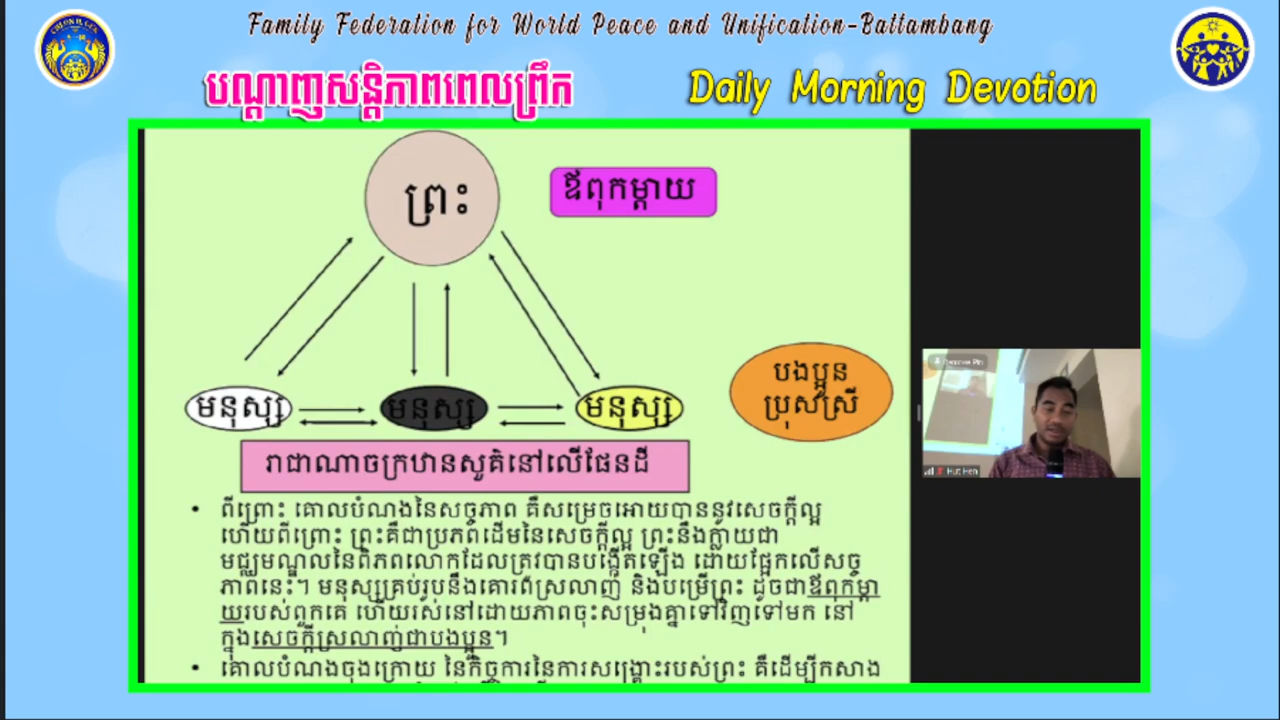 Family Federation for World Peace and Unification-Battambang
បណ្ដាញសន្តិភាពពេលព្រឹក
Daily Morning Devotion
ព្រះ
ឪពុកម្ដាយ
មនុស្ស
មនុស្ស
មនុស្ស
បងប្អូន
ប្រុសស្រី
រាជាណាចក្រឋានសួគ៌នៅលើផែនដី
• ពីព្រោះ គោលបំណងនៃសច្ចភាព គឺសម្រេចអោយបាននូវសេចក្ដីល្អ
ហើយពីព្រោះ ព្រះគឺជាប្រភពដើមនៃសេចក្ដីល្អ ព្រះនឹងក្លាយជា
មជ្ឈមណ្ឌលនៃពិភពលោកដែលត្រូវបានបង្កើតឡើង ដោយផ្អែកលើសច្ច
ភាពនេះ។ មនុស្សគ្រប់រូបនឹងគោរពស្រលាញ់ និងបម្រើព្រះ ដូចជាឪពុកម្ដា
យរបស់ពួកគេ ហើយរស់នៅដោយភាពចុះសម្រុងគ្នាទៅវិញទៅមក នៅ
ក្នុងសេចក្ដីស្រលាញ់ជាបងប្អូន។
• គោលបំណងចុងក្រោយ នៃកិច្ចការនៃការសង្គ្រោះរបស់ព្រះ គឺដើម្បីកសាង
Hut Hen